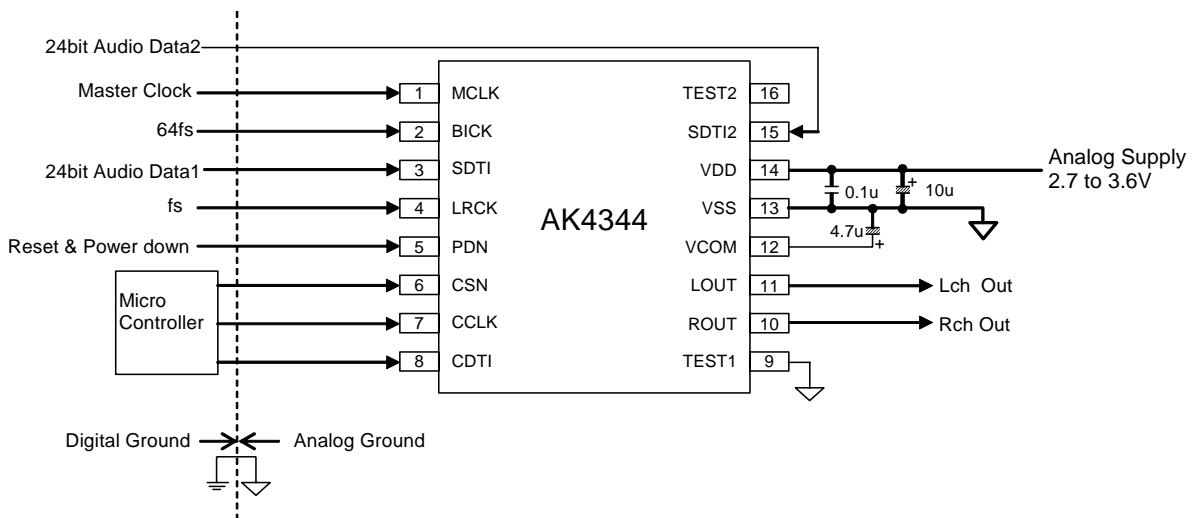 24bit Audio Data2
Master Clock
64fs
24bit Audio Data1
fs
Reset & Power down
Micro
Controller
1 MCLK
2 BICK
3 SDTI
4 LRCK
5 PDN
6 CSN
7 CCLK
8 CDTI
AK4344
TEST2 16
SDTI2 15
VDD 14
VSS 13
VCOM 12
LOUT 11
ROUT 10
TEST1 9
0.1u
+
10u
4.7u
+
Analog Supply
2.7 to 3.6V
Lch Out
Rch Out
Digital Ground
Analog Ground